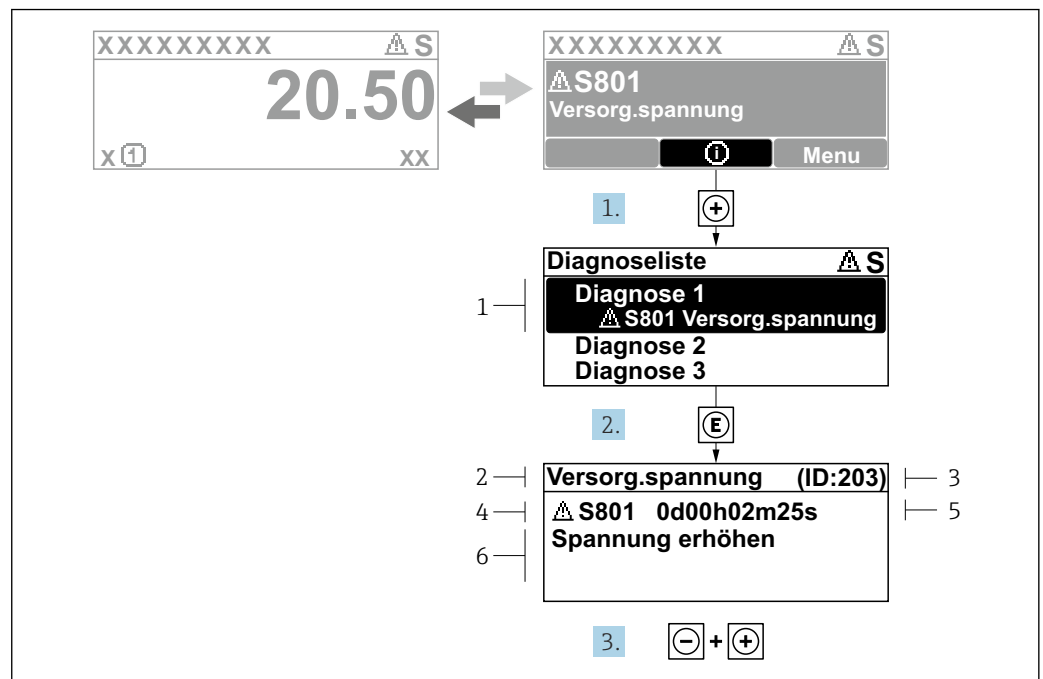 XXXXXXXXX ⚠ S
20.50
x① xx
XXXXXXXXX ⚠ S
⚠ S801
Versorg.spannung
ⓘ Menu
1. ⊕
Diagnoseliste ⚠ S
1
Diagnose 1
⚠ S801 Versorg.spannung
Diagnose 2
Diagnose 3
2. Ⓔ
2 Versorg.spannung (ID:203) 3
4 ⚠ S801 0d00h02m25s 5
Spannung erhöhen
6
3. ⊖ + ⊕